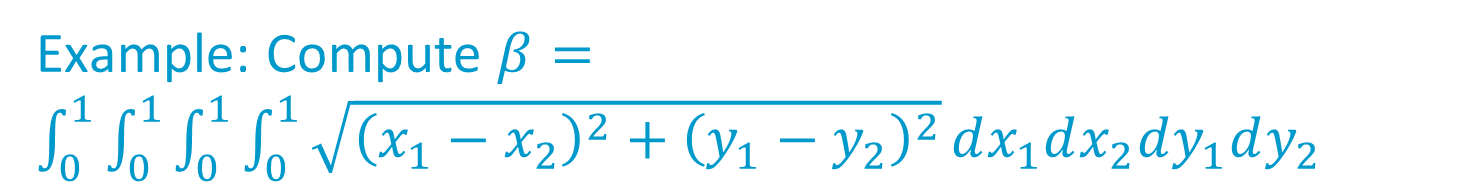 Example: Compute β =
∫₀¹ ∫₀¹ ∫₀¹ ∫₀¹ √((x₁ − x₂)² + (y₁ − y₂)²) dx₁dx₂dy₁dy₂